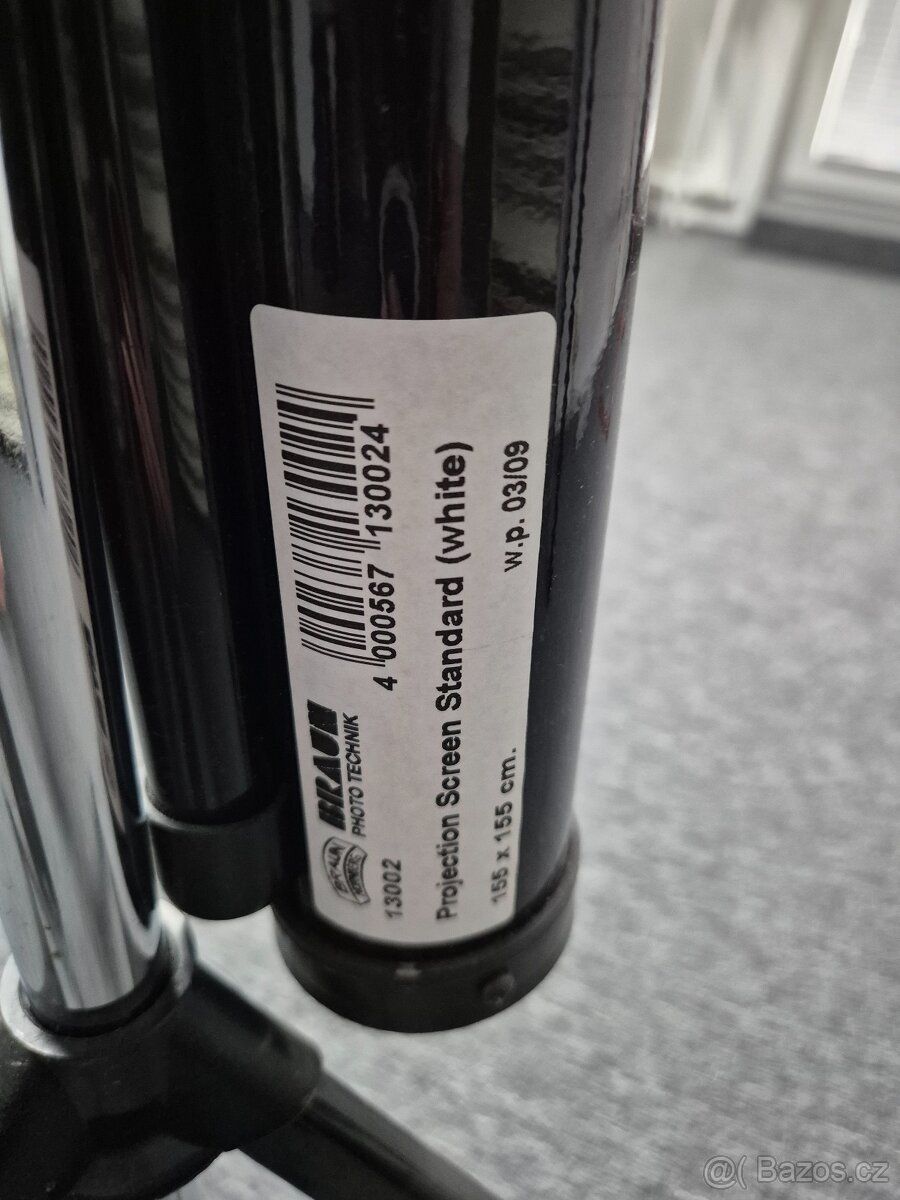 BRAUN
PHOTO TECHNIK
13002
4 000567 130024
Projection Screen Standard (white)
155 x 155 cm.
w.p. 03/09
@( Bazos.cz